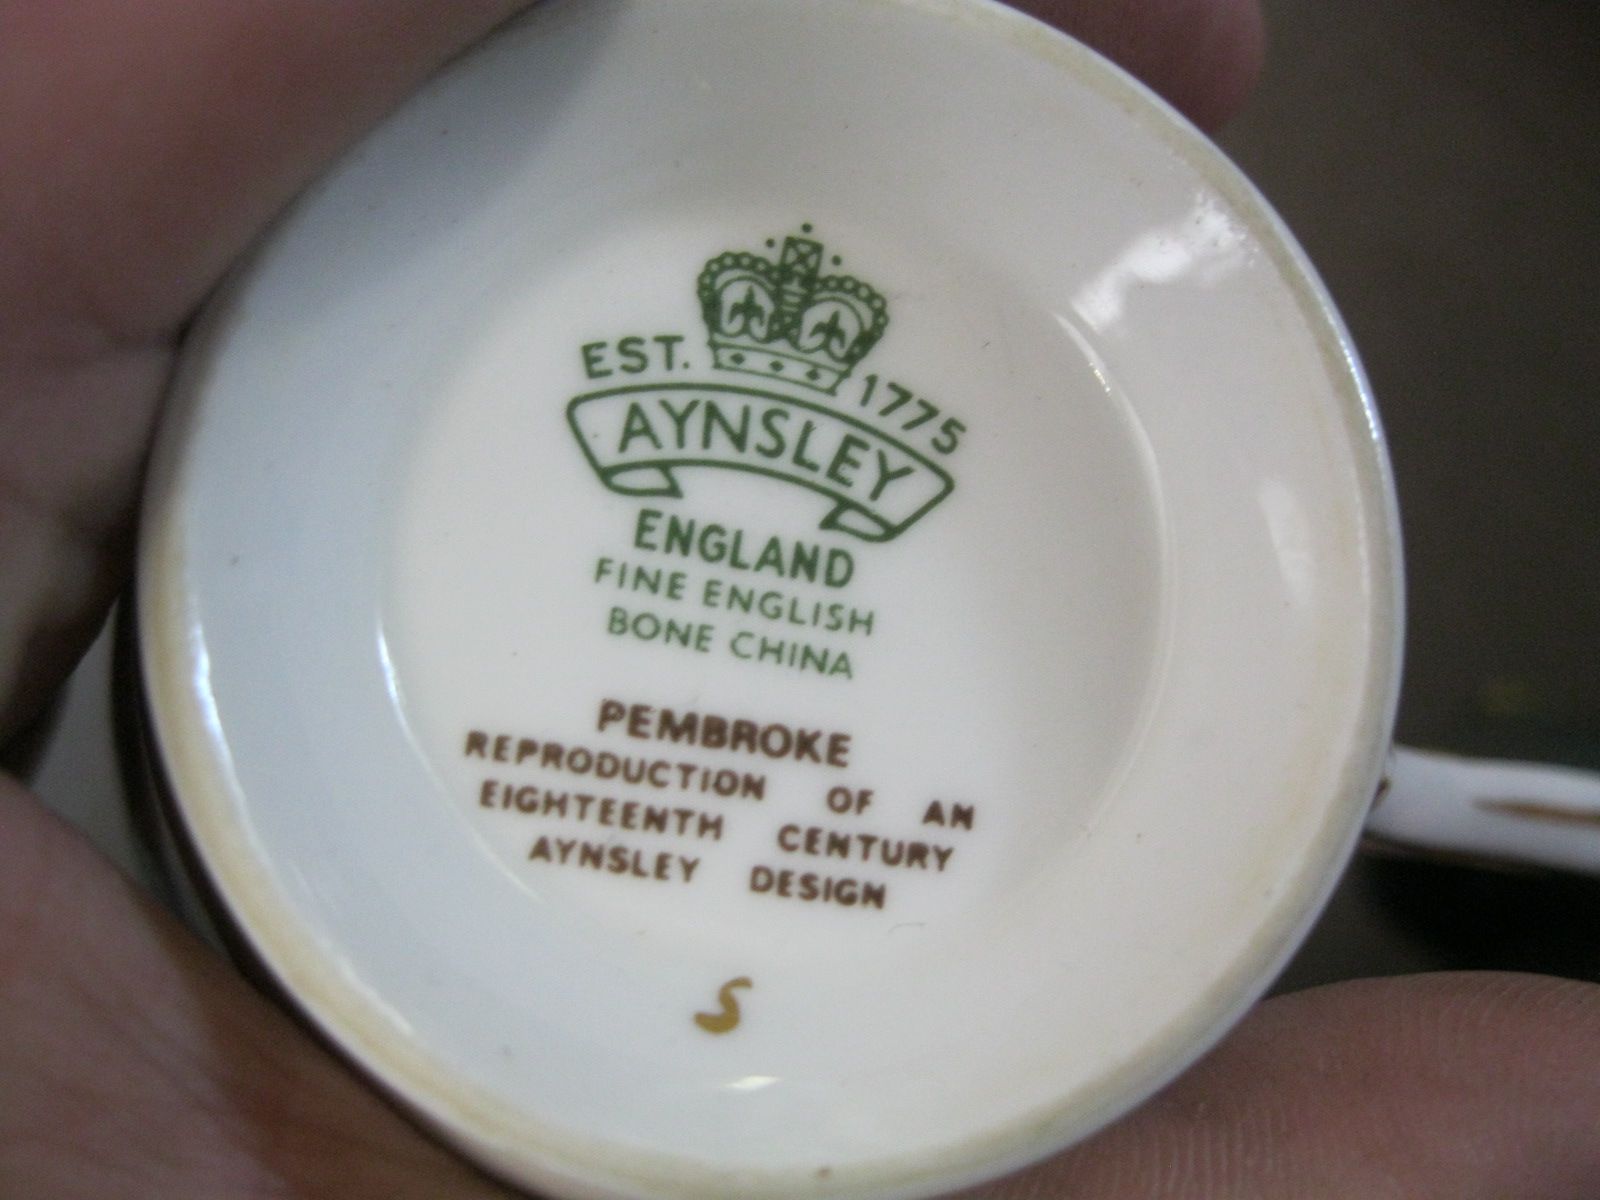 EST. 1775
AYNSLEY
ENGLAND
FINE ENGLISH
BONE CHINA
PEMBROKE
REPRODUCTION OF AN
EIGHTEENTH CENTURY
AYNSLEY DESIGN
S